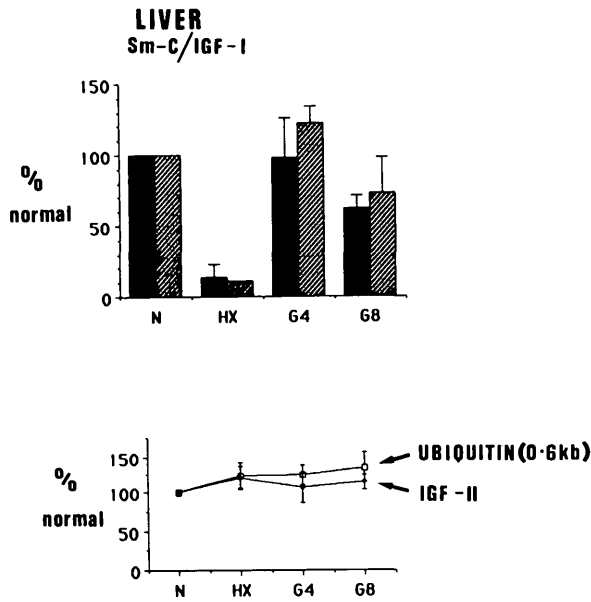 LIVER
Sm-C/IGF-I
150
100
50
0
%
normal
N HX G4 G8
150
100
50
0
%
normal
UBIQUITIN(0·6kb)
IGF-II
N HX G4 G8